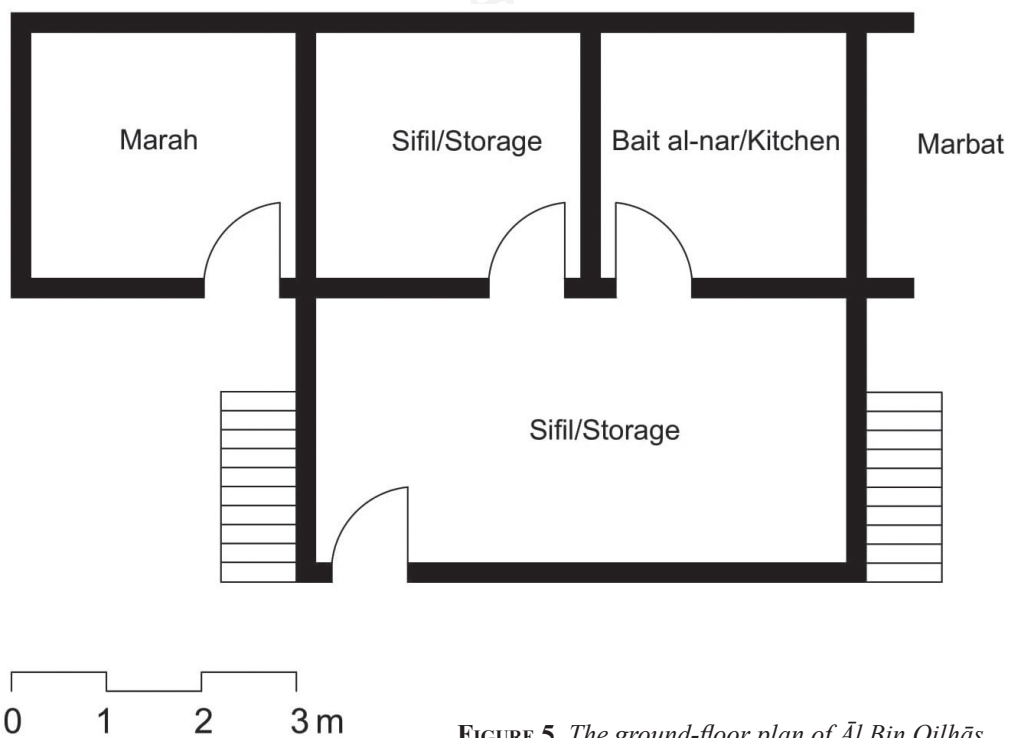 Marah
Sifil/Storage
Bait al-nar/Kitchen
Marbat
Sifil/Storage
0 1 2 3 m
FIGURE 5. The ground-floor plan of Āl Bin Qilhās